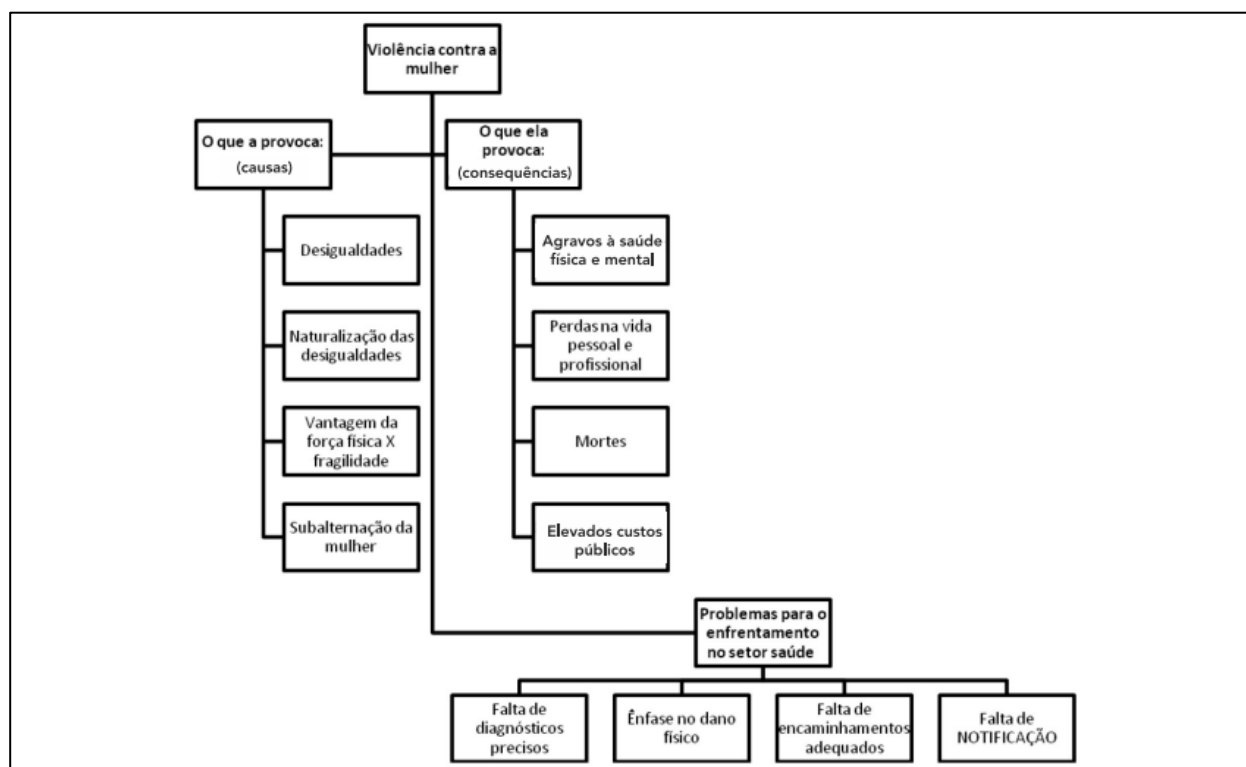 Violência contra a
mulher
O que a provoca:
(causas)
O que ela
provoca:
(consequências)
Desigualdades
Naturalização das
desigualdades
Vantagem da
força física X
fragilidade
Subalternação da
mulher
Agravos à saúde
física e mental
Perdas na vida
pessoal e
profissional
Mortes
Elevados custos
públicos
Problemas para o
enfrentamento
no setor saúde
Falta de
diagnósticos
precisos
Ênfase no dano
físico
Falta de
encaminhamentos
adequados
Falta de
NOTIFICAÇÃO